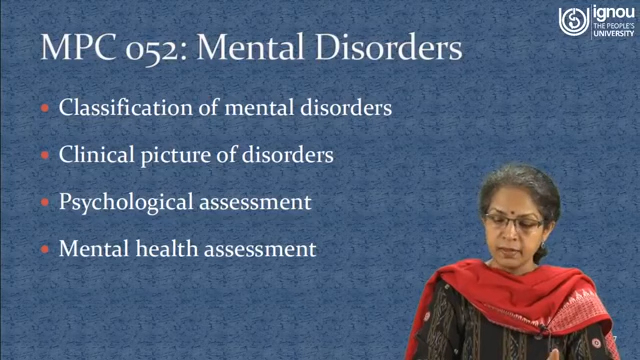 ignou
THE PEOPLE'S
UNIVERSITY
MPC 052: Mental Disorders
Classification of mental disorders
Clinical picture of disorders
Psychological assessment
Mental health assessment